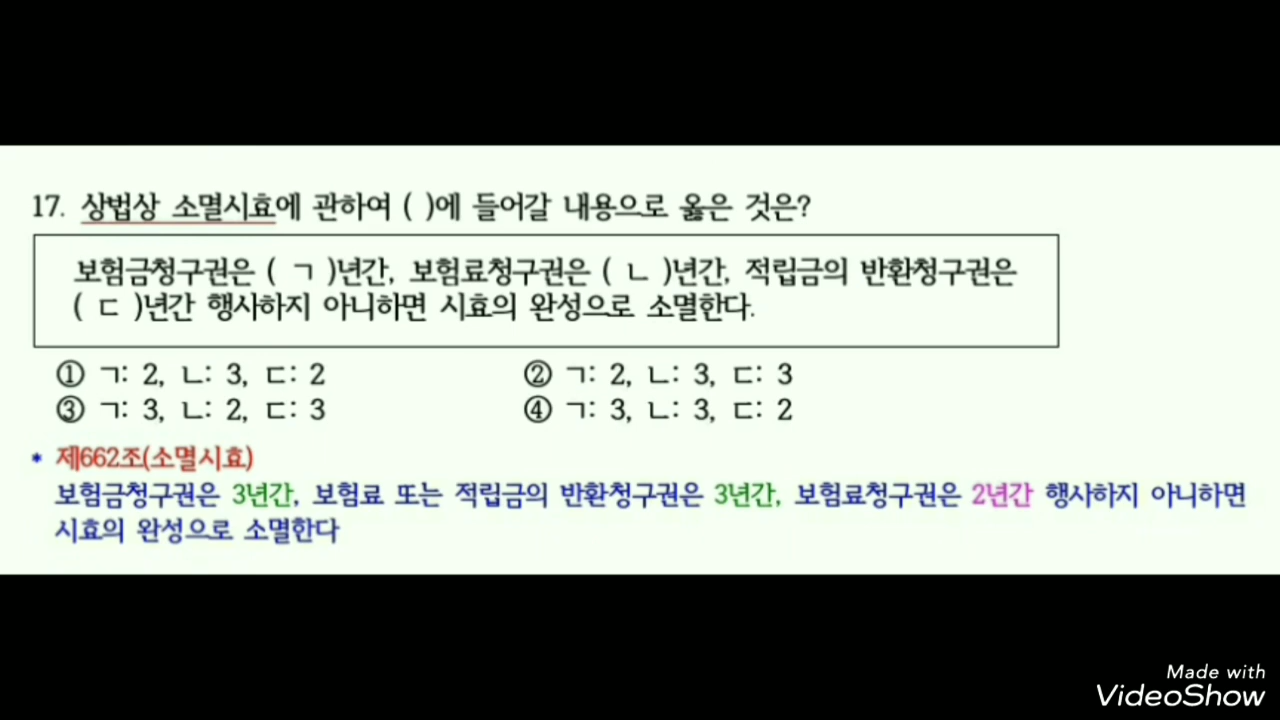 17. 상법상 소멸시효에 관하여 ( )에 들어갈 내용으로 옳은 것은?
보험금청구권은 ( ㄱ )년간, 보험료청구권은 ( ㄴ )년간, 적립금의 반환청구권은
( ㄷ )년간 행사하지 아니하면 시효의 완성으로 소멸한다.
① ㄱ: 2, ㄴ: 3, ㄷ: 2 ② ㄱ: 2, ㄴ: 3, ㄷ: 3
③ ㄱ: 3, ㄴ: 2, ㄷ: 3 ④ ㄱ: 3, ㄴ: 3, ㄷ: 2
* 제662조(소멸시효)
보험금청구권은 3년간, 보험료 또는 적립금의 반환청구권은 3년간, 보험료청구권은 2년간 행사하지 아니하면
시효의 완성으로 소멸한다
Made with
VideoShow